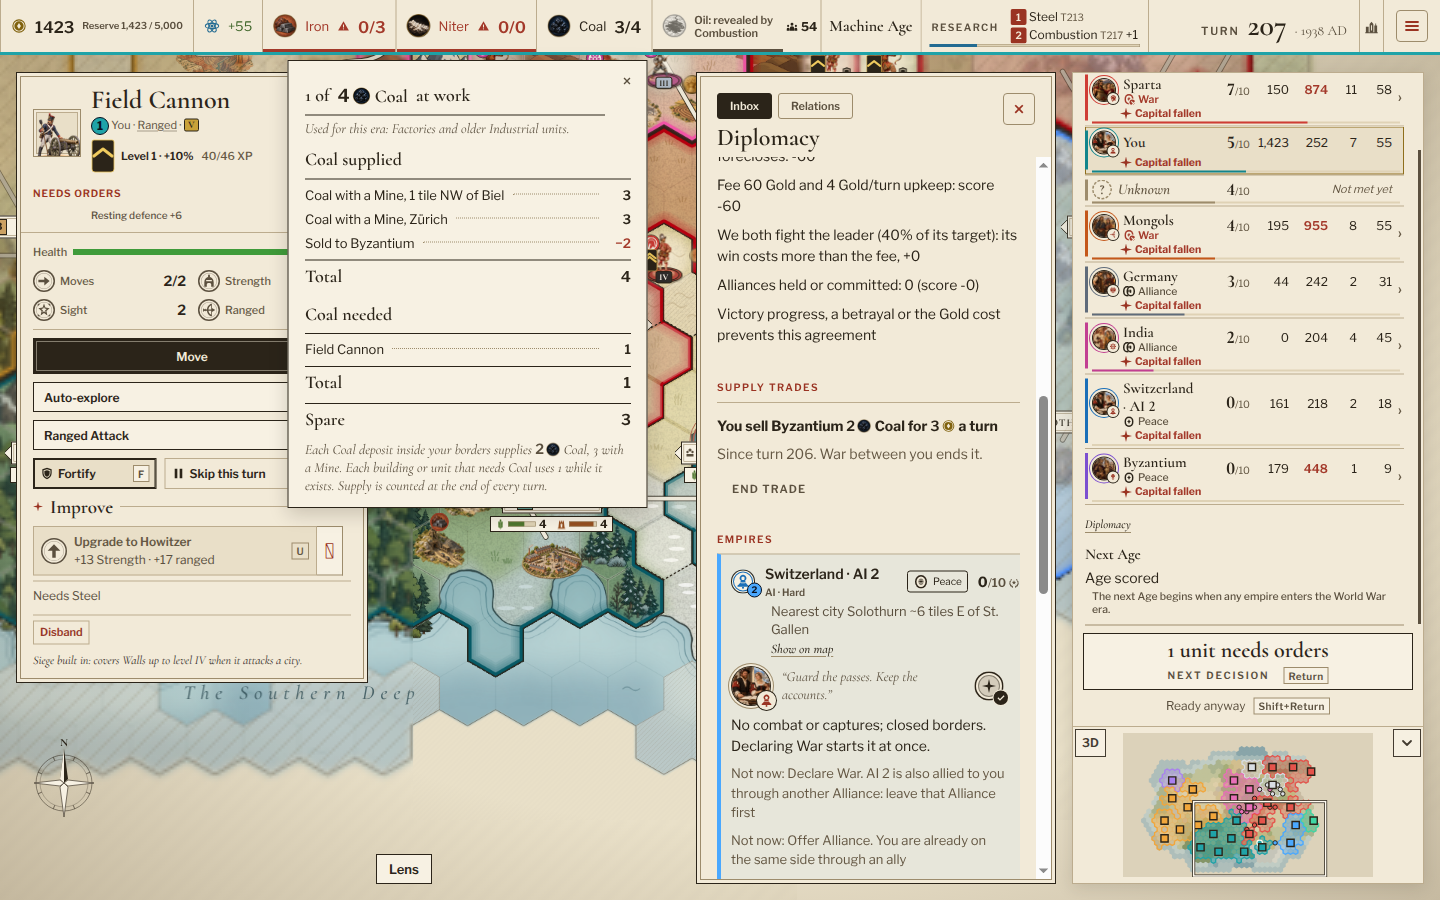 1423 Reserve 1,423 / 5,000
+55
Iron 0/3
Niter 0/0
Coal 3/4
Oil: revealed by
Combustion
54
Machine Age
RESEARCH
1 Steel T213
2 Combustion T217 +1
TURN 207 · 1938 AD
Field Cannon
1 You · Ranged · V
Level 1 · +10% 40/46 XP
NEEDS ORDERS
Resting defence +6
Health
Moves 2/2 Strength
Sight 2 Ranged
Move
Auto-explore
Ranged Attack
Fortify F
Skip this turn
Improve
Upgrade to Howitzer
+13 Strength · +17 ranged
U
Needs Steel
Disband
Siege built in: covers Walls up to level IV when it attacks a city.
×
1 of 4 Coal at work
Used for this era: Factories and older Industrial units.
Coal supplied
Coal with a Mine, 1 tile NW of Biel 3
Coal with a Mine, Zürich 3
Sold to Byzantium −2
Total 4
Coal needed
Field Cannon 1
Total 1
Spare 3
Each Coal deposit inside your borders supplies 2 Coal, 3 with
a Mine. Each building or unit that needs Coal uses 1 while it
exists. Supply is counted at the end of every turn.
III
IV
4 4
The Southern Deep
N
Lens
Inbox
Relations
×
Diplomacy
forecloses: -60
Fee 60 Gold and 4 Gold/turn upkeep: score
-60
We both fight the leader (40% of its target): its
win costs more than the fee, +0
Alliances held or committed: 0 (score -0)
Victory progress, a betrayal or the Gold cost
prevents this agreement
SUPPLY TRADES
You sell Byzantium 2 Coal for 3 a turn
Since turn 206. War between you ends it.
END TRADE
EMPIRES
2
Switzerland · AI 2
AI · Hard
Peace
0/10
Nearest city Solothurn ~6 tiles E of St.
Gallen
Show on map
“Guard the passes. Keep the
accounts.”
No combat or captures; closed borders.
Declaring War starts it at once.
Not now: Declare War. AI 2 is also allied to you
through another Alliance: leave that Alliance
first
Not now: Offer Alliance. You are already on
the same side through an ally
Sparta 7/10 150 874 11 58 ›
War
Capital fallen
You 5/10 1,423 252 7 55
Capital fallen
? Unknown 4/10 Not met yet
Mongols 4/10 195 955 8 55
War
Capital fallen
Germany 3/10 44 242 2 31 ›
Alliance
Capital fallen
India 2/10 0 204 4 45 ›
Alliance
Capital fallen
Switzerland
· AI 2 0/10 161 218 2 18 ›
Peace
Capital fallen
Byzantium 0/10 179 448 1 9 ›
Peace
Capital fallen
Diplomacy
Next Age
Age scored
The next Age begins when any empire enters the World War
era.
1 unit needs orders
NEXT DECISION Return
Ready anyway Shift+Return
3D